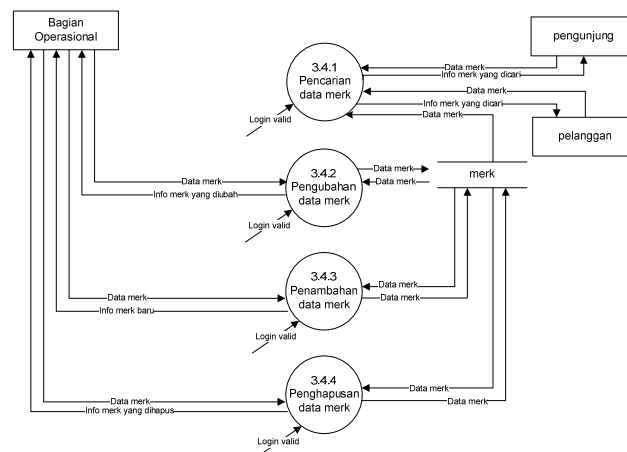 Bagian
Operasional
pengunjung
3.4.1
Pencarian
data merk
Data merk
Info merk yang dicari
Data merk
Info merk yang dicari
Data merk
pelanggan
Login valid
3.4.2
Pengubahan
data merk
Data merk
Data merk
merk
Data merk
Info merk yang diubah
Login valid
3.4.3
Penambahan
data merk
Data merk
Data merk
Data merk
Info merk baru
Login valid
3.4.4
Penghapusan
data merk
Data merk
Data merk
Data merk
Info merk yang dihapus
Login valid